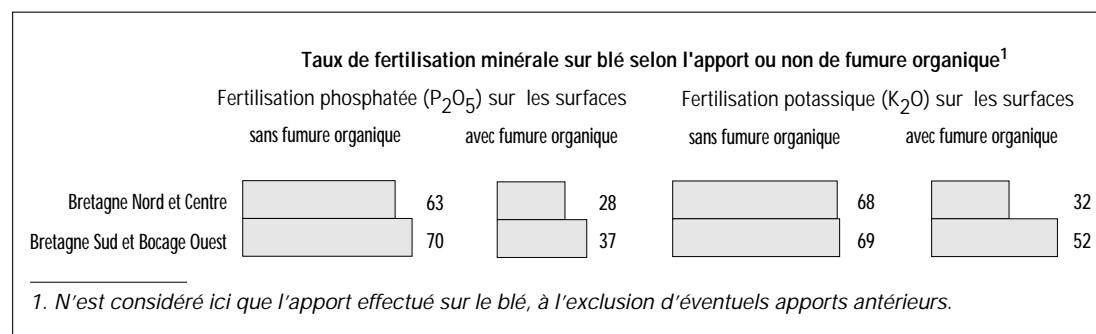 Taux de fertilisation minérale sur blé selon l'apport ou non de fumure organique1
Fertilisation phosphatée (P2O5) sur les surfaces Fertilisation potassique (K2O) sur les surfaces
sans fumure organique avec fumure organique sans fumure organique avec fumure organique
Bretagne Nord et Centre 63 28 68 32
Bretagne Sud et Bocage Ouest 70 37 69 52
1. N'est considéré ici que l'apport effectué sur le blé, à l'exclusion d'éventuels apports antérieurs.